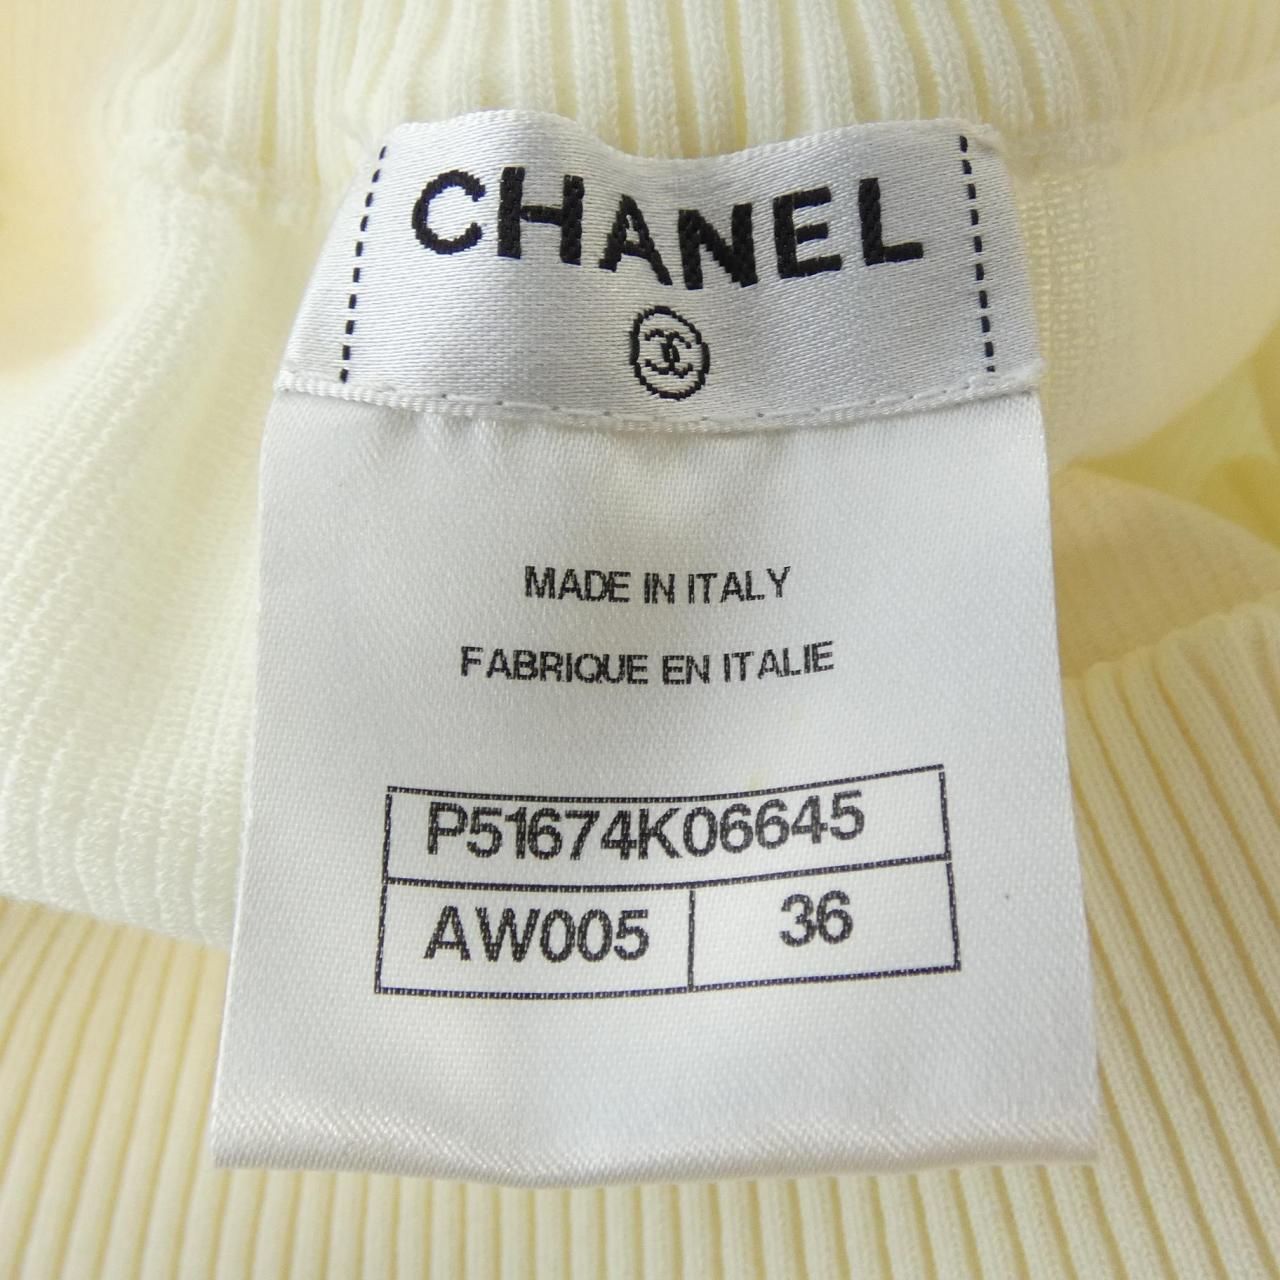 CHANEL
MADE IN ITALY
FABRIQUE EN ITALIE
P51674K06645
AW005 36